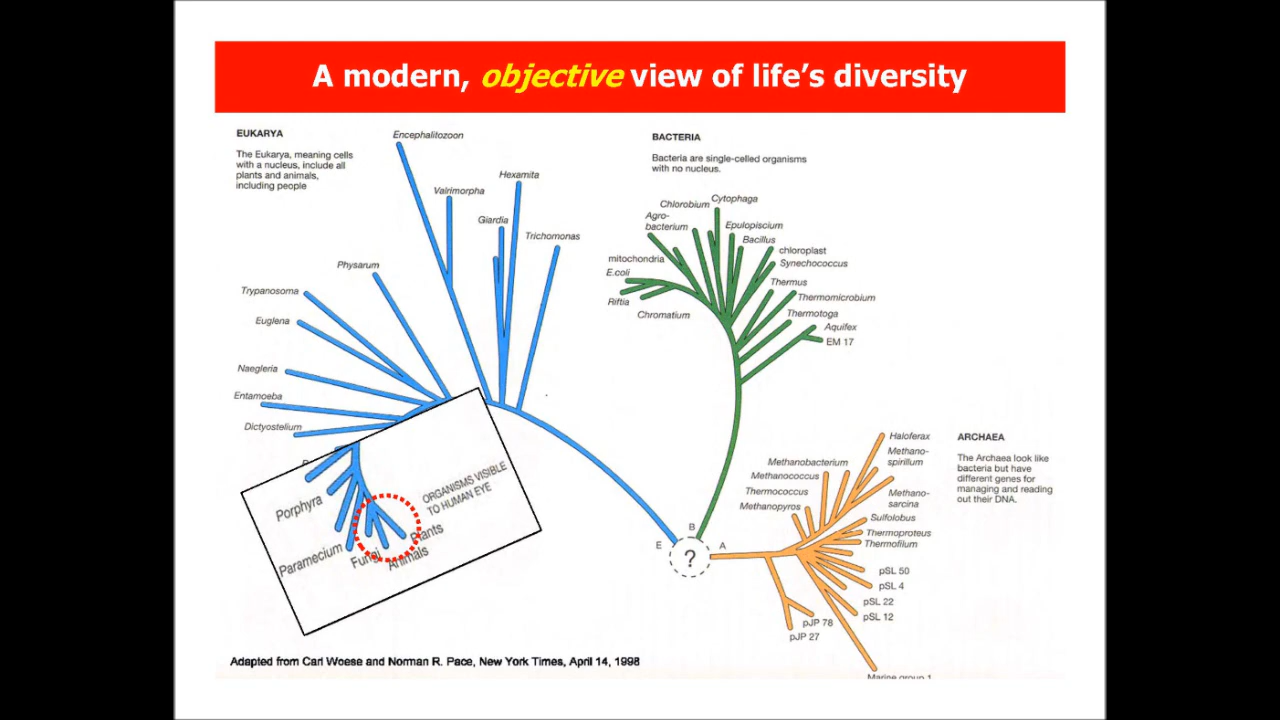 A modern, objective view of life's diversity
EUKARYA
The Eukarya, meaning cells
with a nucleus, include all
plants and animals,
including people
Encephalitozon
Vairimorpha
Hexamita
Giardia
Trichomonas
Physarum
Trypanosoma
Euglena
Naegleria
Entamoeba
Dictyostelium
Porphyra
Paramecium
Fungi
Animals
Plants
ORGANISMS VISIBLE
TO HUMAN EYE
BACTERIA
Bacteria are single-celled organisms
with no nucleus.
Cytophaga
Chlorobium
Agro-
bacterium
Epulopiscium
Bacillus
chloroplast
Synechococcus
mitochondria
E.coli
Riftia
Chromatium
Thermus
Thermomicrobium
Thermotoga
Aquifex
EM 17
E
B
A
?
ARCHAEA
The Archaea look like
bacteria but have
different genes for
managing and reading
out their DNA.
Haloferax
Methano-
spirillum
Methanobacterium
Methanococcus
Thermococcus
Methanopyros
Methano-
sarcina
Sulfolobus
Thermoproteus
Thermofilum
pSL 50
pSL 4
pSL 22
pSL 12
pJP 78
pJP 27
Marine group 1
Adapted from Carl Woese and Norman R. Pace, New York Times, April 14, 1998